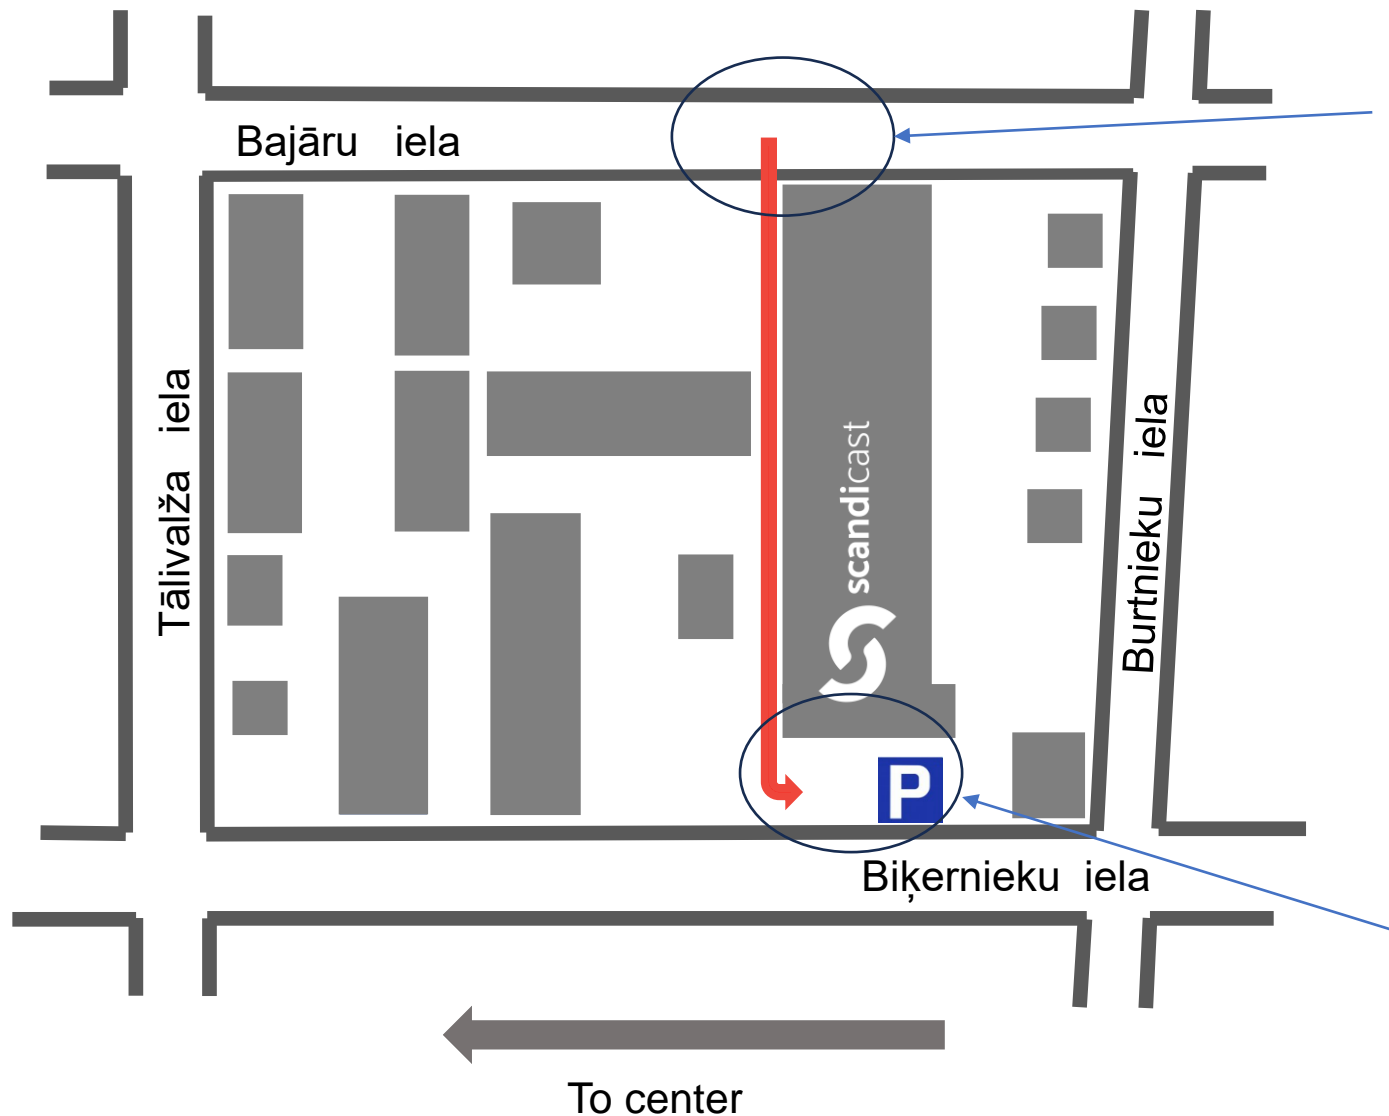 Bajāru iela
Tālivalža iela
scandicast
Burtnieku iela
P
Biķernieku iela
To center